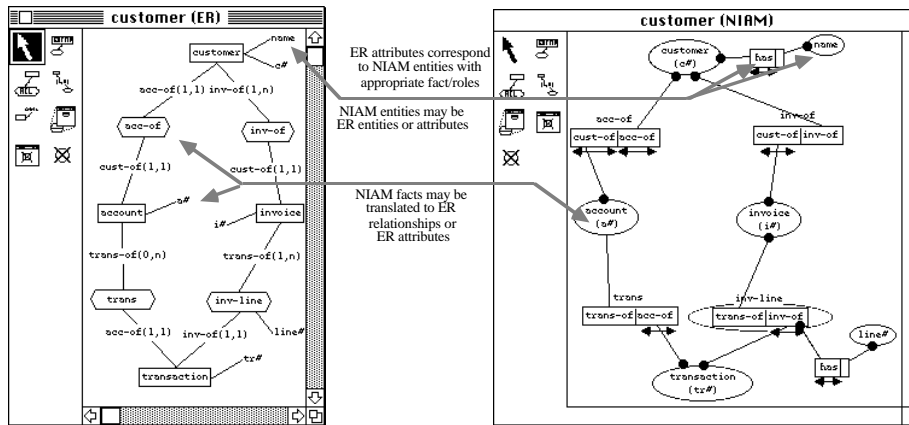 customer (ER)
name
customer
c#
acc-of(1,1)
inv-of(1,n)
acc-of
inv-of
cust-of(1,1)
cust-of(1,1)
a#
account
i#
invoice
trans-of(0,n)
trans-of(1,n)
trans
inv-line
acc-of(1,1)
inv-of(1,1)
line#
tr#
transaction
ER attributes correspond
to NIAM entities with
appropriate fact/roles
NIAM entities may be
ER entities or attributes
NIAM facts may be
translated to ER
relationships or
ER attributes
customer (NIAM)
customer
(c#)
has
name
acc-of
inv-of
cust-of acc-of
cust-of inv-of
account
(a#)
invoice
(i#)
trans
inv-line
trans-of acc-of
trans-of inv-of
line#
has
transaction
(tr#)